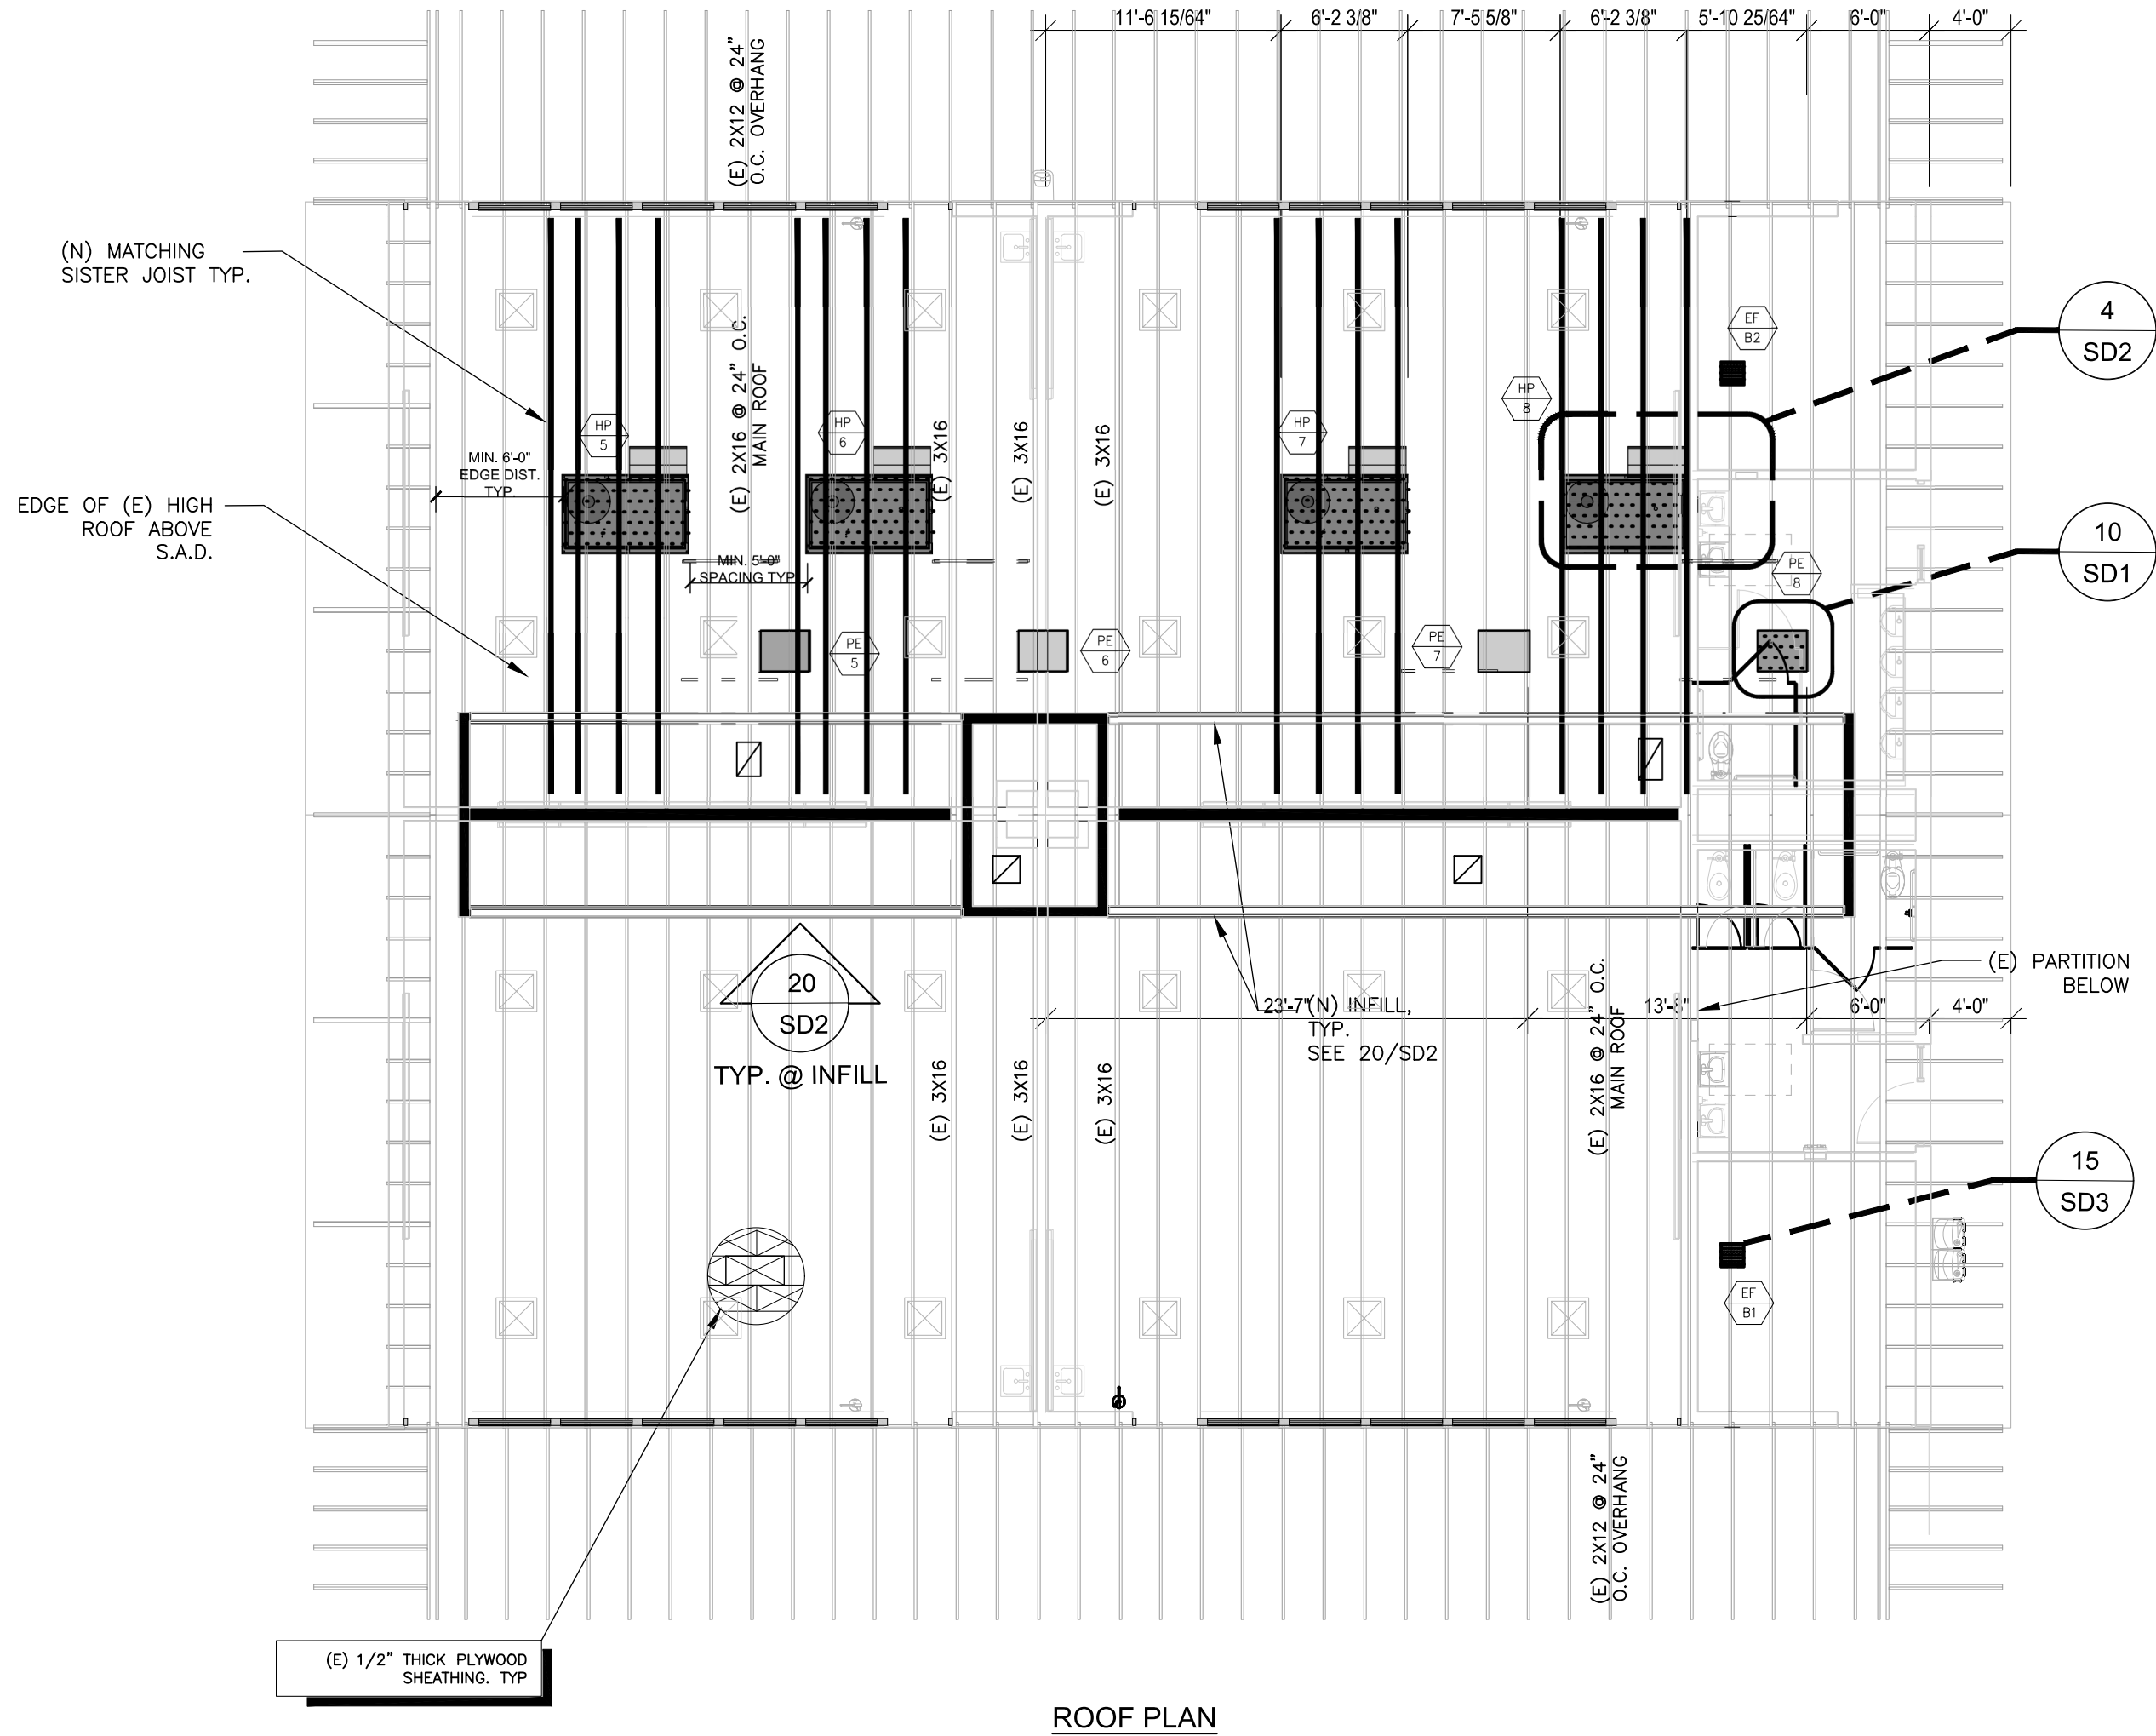 11'-6 15/64"
6'-2 3/8"
7'-5 5/8"
6'-2 3/8"
5'-10 25/64"
6'-0"
4'-0"
(E) 2X12 @ 24"
O.C. OVERHANG
(N) MATCHING
SISTER JOIST TYP.
4
SD2
EF
B2
HP
5
HP
6
HP
7
HP
8
(E) 2X16 @ 24" O.C.
MAIN ROOF
(E) 3X16
(E) 3X16
(E) 3X16
MIN. 6'-0"
EDGE DIST.
TYP.
EDGE OF (E) HIGH
ROOF ABOVE
S.A.D.
10
SD1
MIN. 5'-0"
SPACING TYP
PE
5
PE
6
PE
7
PE
8
20
SD2
TYP. @ INFILL
23'-7"
(N) INFILL,
TYP.
SEE 20/SD2
13'-8"
6'-0"
4'-0"
(E) PARTITION
BELOW
(E) 3X16
(E) 3X16
(E) 3X16
(E) 2X16 @ 24" O.C.
MAIN ROOF
15
SD3
EF
B1
(E) 2X12 @ 24"
O.C. OVERHANG
(E) 1/2" THICK PLYWOOD
SHEATHING. TYP
ROOF PLAN